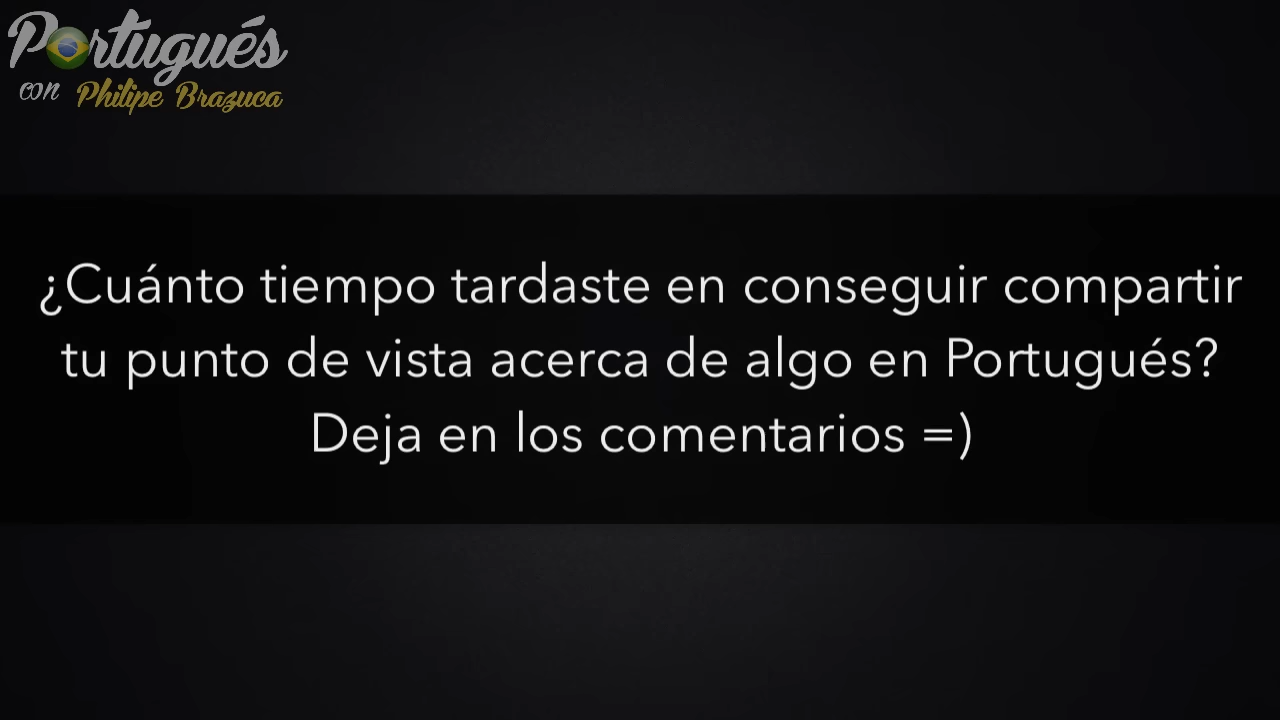 Portugués
con Philipe Brazuca
¿Cuánto tiempo tardaste en conseguir compartir
tu punto de vista acerca de algo en Portugués?
Deja en los comentarios =)